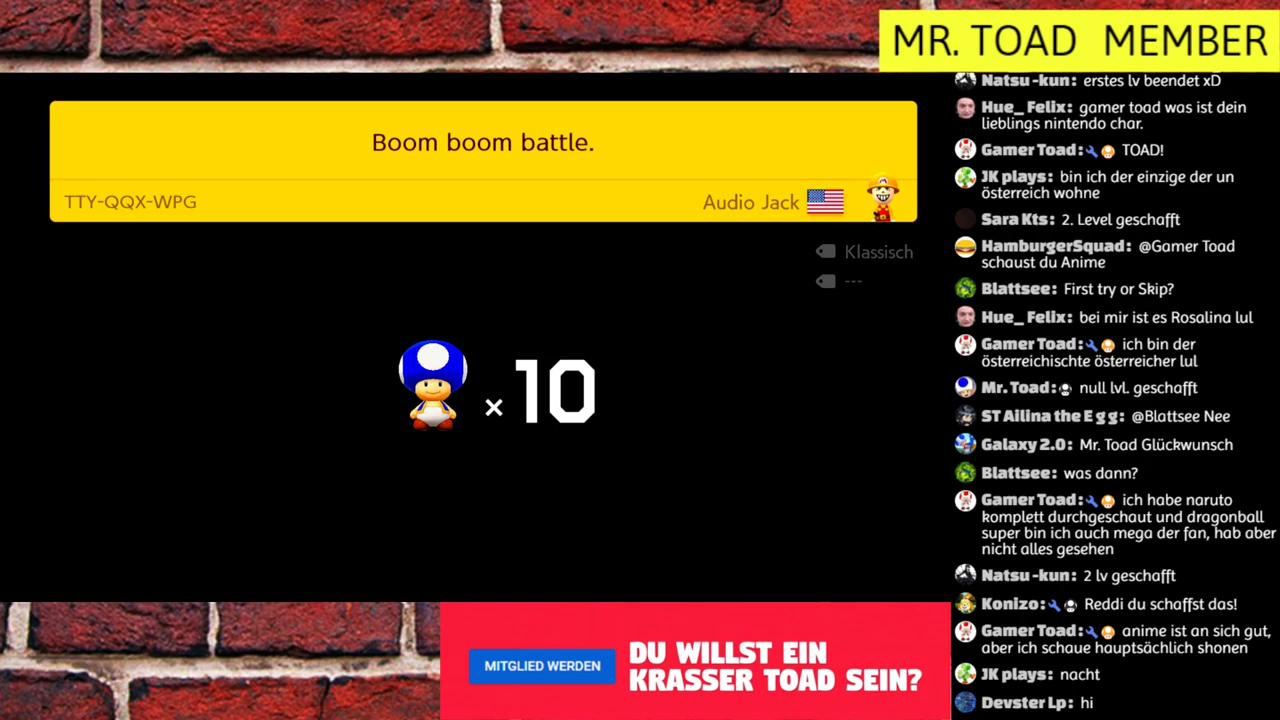 MR. TOAD MEMBER
Boom boom battle.
TTY-QQX-WPG
Audio Jack
Klassisch
---
× 10
Natsu-kun: erstes lv beendet xD
Hue_Felix: gamer toad was ist dein
lieblings nintendo char.
Gamer Toad: TOAD!
JK plays: bin ich der einzige der un
österreich wohne
Sara Kts: 2. Level geschafft
HamburgerSquad: @Gamer Toad
schaust du Anime
Blattsee: First try or Skip?
Hue_Felix: bei mir ist es Rosalina lul
Gamer Toad: ich bin der
österreichischte österreicher lul
Mr. Toad: null lvl. geschafft
ST Ailina the E g g: @Blattsee Nee
Galaxy 2.0: Mr. Toad Glückwunsch
Blattsee: was dann?
Gamer Toad: ich habe naruto
komplett durchgeschaut und dragonball
super bin ich auch mega der fan, hab aber
nicht alles gesehen
Natsu-kun: 2 lv geschafft
Konizo: Reddi du schaffst das!
Gamer Toad: anime ist an sich gut,
aber ich schaue hauptsächlich shonen
JK plays: nacht
Devster Lp: hi
MITGLIED WERDEN
DU WILLST EIN
KRASSER TOAD SEIN?